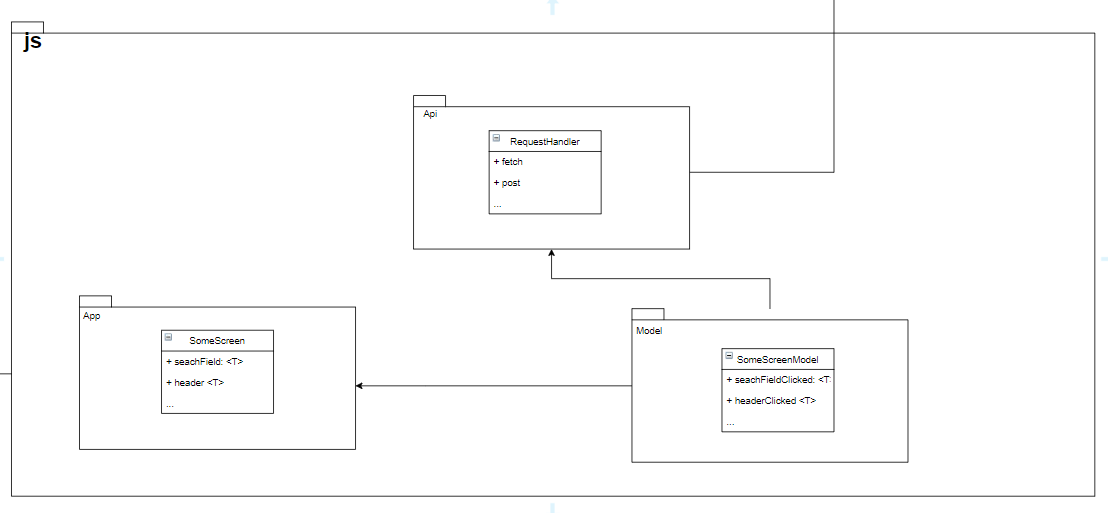 js
Api
RequestHandler
+ fetch
+ post
...
App
SomeScreen
+ seachField: <T>
+ header <T>
...
Model
SomeScreenModel
+ seachFieldClicked: <T
+ headerClicked <T>
...